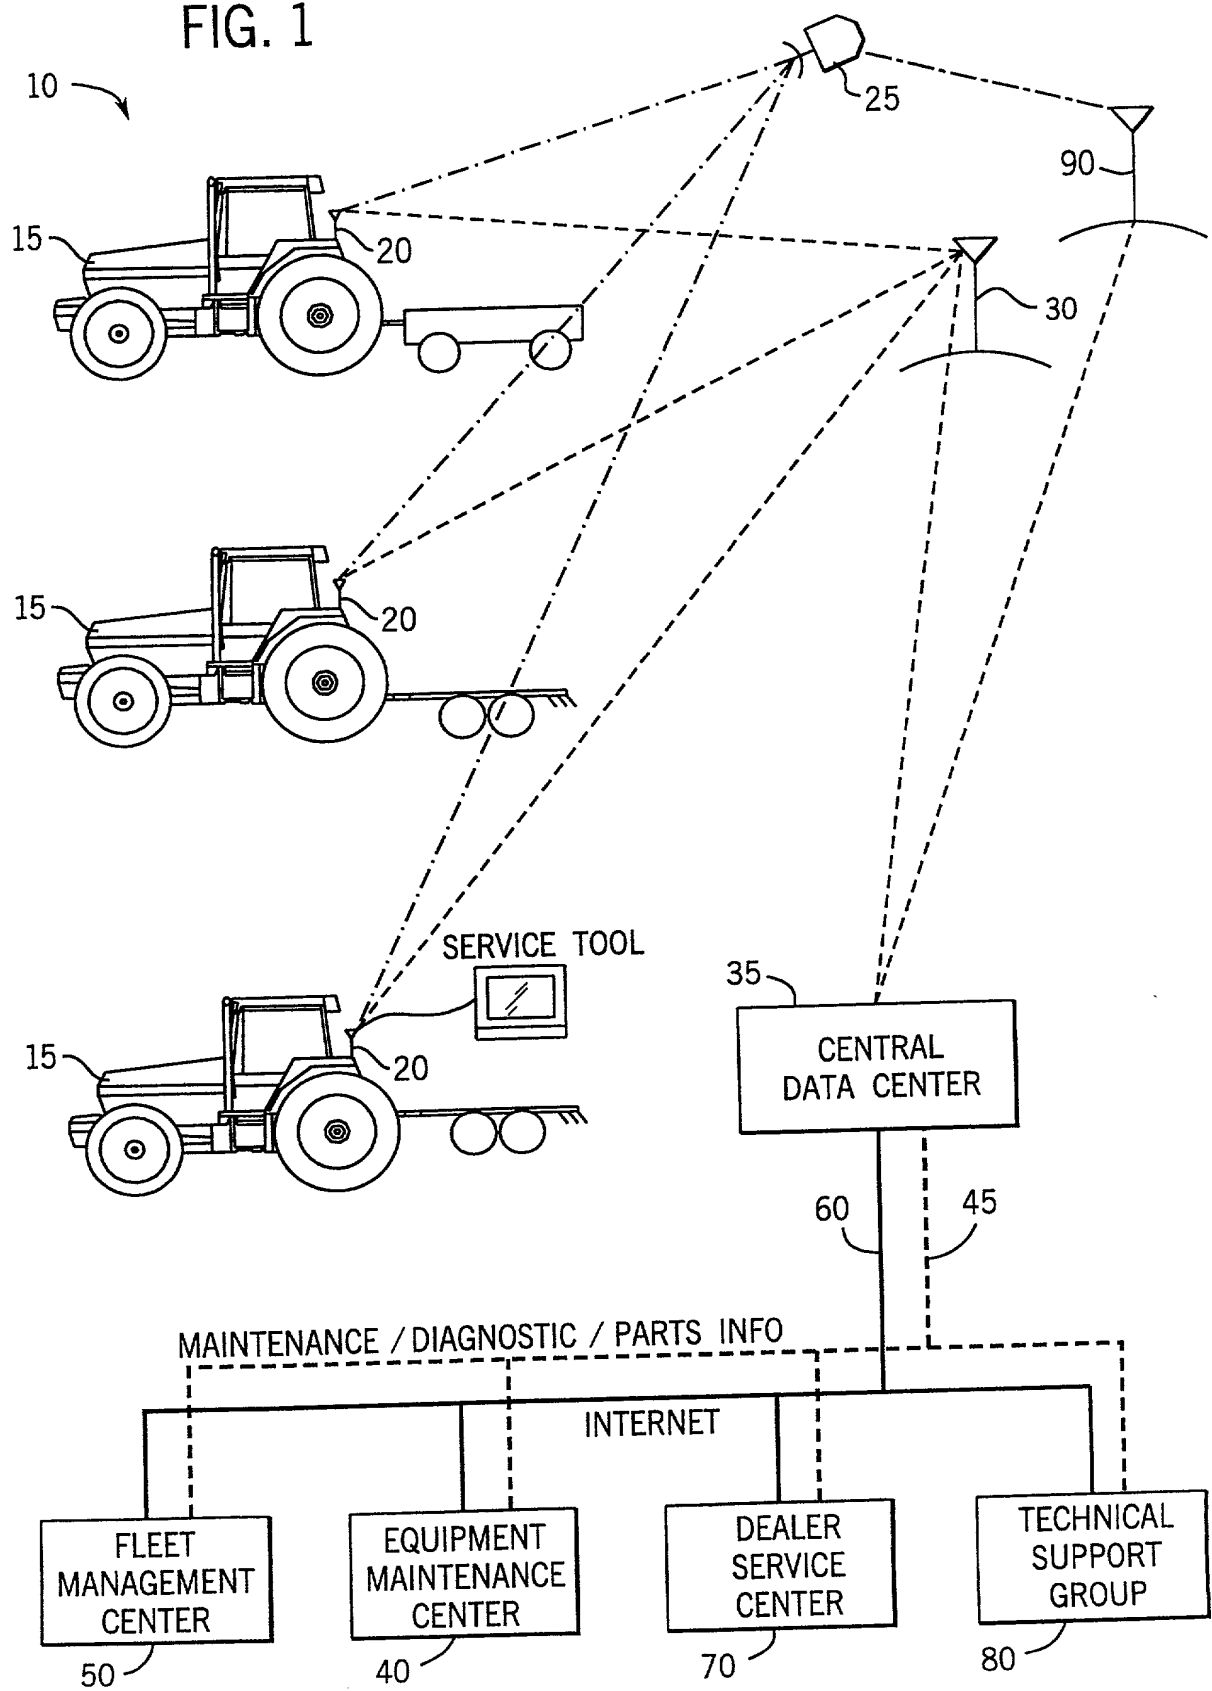 FIG. 1
10
25
90
15
20
30
15
20
SERVICE TOOL
35
15
20
CENTRAL
DATA CENTER
60
45
MAINTENANCE / DIAGNOSTIC / PARTS INFO
INTERNET
FLEET
MANAGEMENT
CENTER
50
EQUIPMENT
MAINTENANCE
CENTER
40
DEALER
SERVICE
CENTER
70
TECHNICAL
SUPPORT
GROUP
80